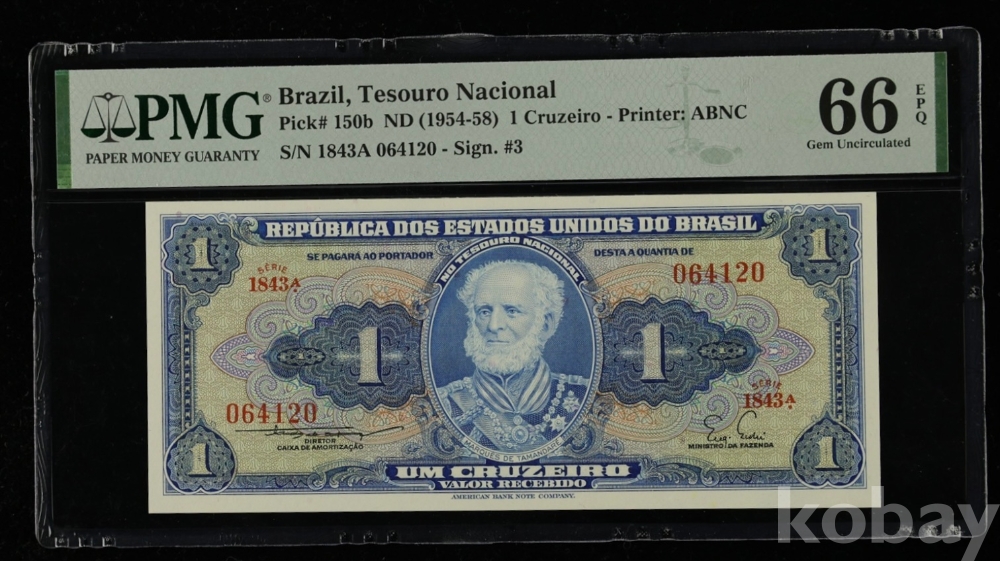 PMG®
PAPER MONEY GUARANTY
Brazil, Tesouro Nacional
Pick# 150b ND (1954-58) 1 Cruzeiro - Printer: ABNC
S/N 1843A 064120 - Sign. #3
66 EPQ
Gem Uncirculated
REPÚBLICA DOS ESTADOS UNIDOS DO BRASIL
1
1
SE PAGARÁ AO PORTADOR
NO TESOURO NACIONAL
DESTA A QUANTIA DE
SÉRIE
1843A
064120
1
1
064120
SÉRIE
1843A
DIRETOR
CAIXA DE AMORTIZAÇÃO
MARQUÊS DE TAMANDARÉ
MINISTRO DA FAZENDA
1
1
UM CRUZEIRO
VALOR RECEBIDO
AMERICAN BANK NOTE COMPANY.
kobay